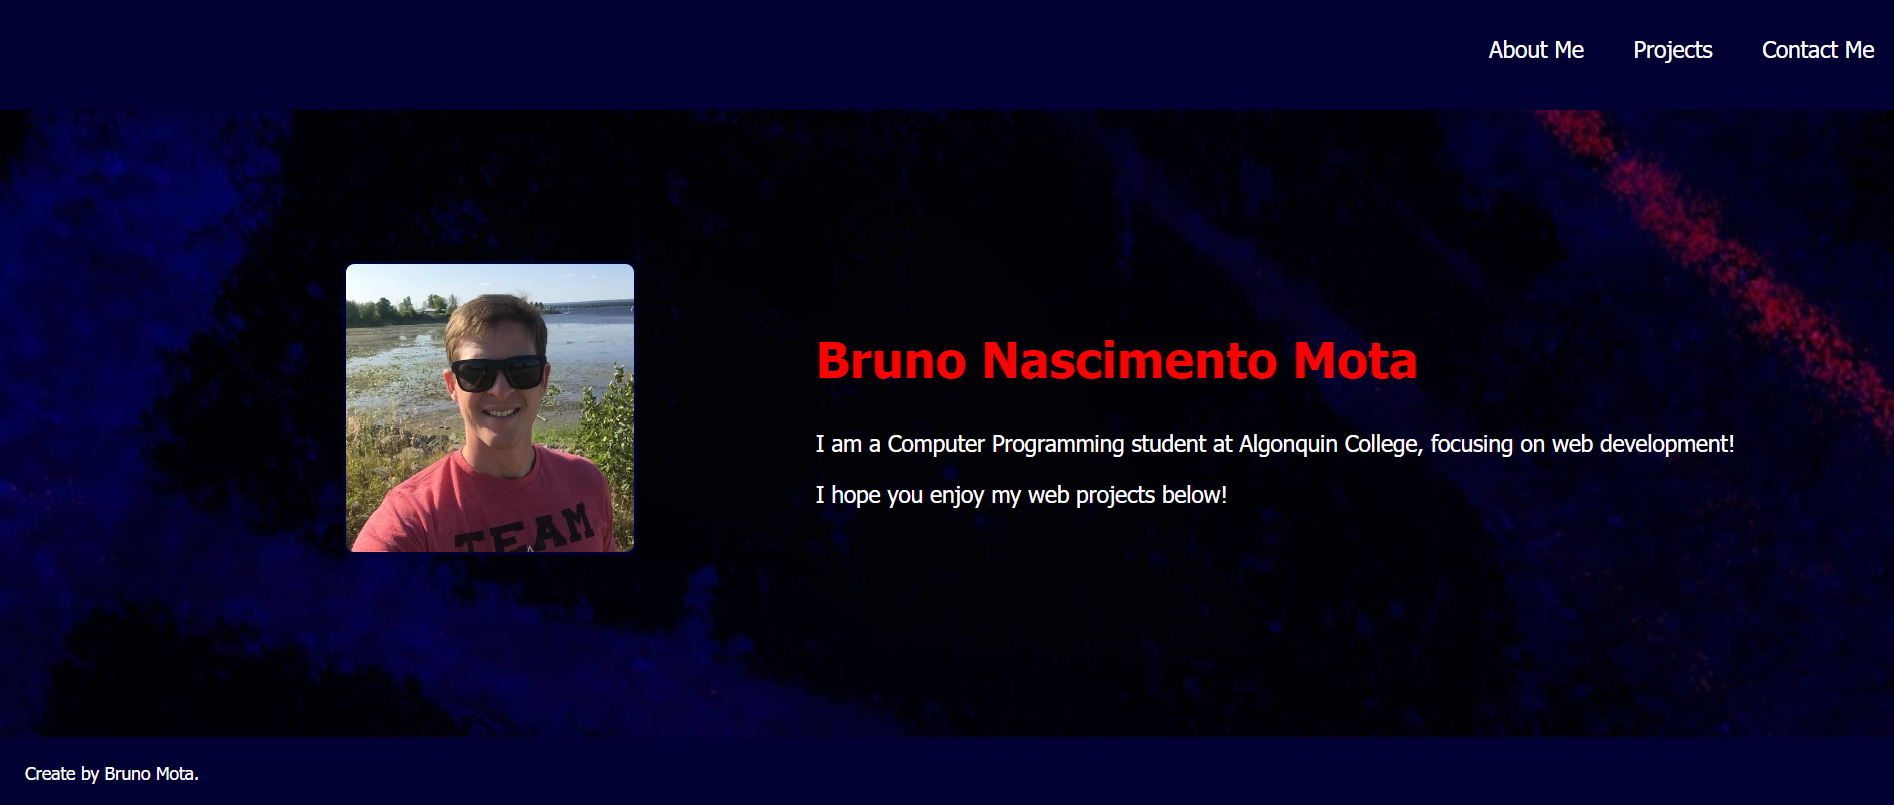 About Me Projects Contact Me
Bruno Nascimento Mota
I am a Computer Programming student at Algonquin College, focusing on web development!
I hope you enjoy my web projects below!
TEAM
Create by Bruno Mota.